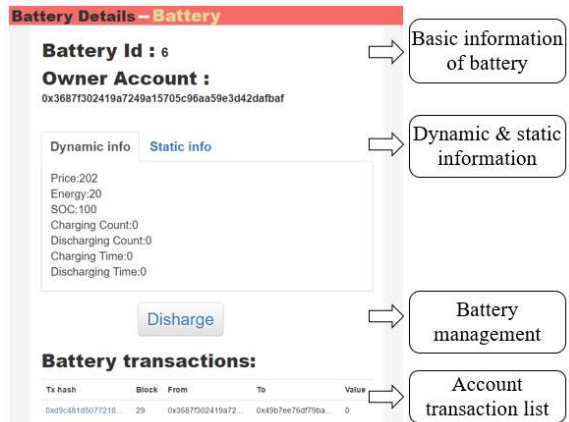 Battery Details – Battery
Battery Id : 6
Basic information
of battery
Owner Account :
0x3687f302419a7249a15705c96aa59e3d42dafbaf
Dynamic info Static info
Dynamic & static
information
Price:202
Energy:20
SOC:100
Charging Count:0
Discharging Count:0
Charging Time:0
Discharging Time:0
Disharge
Battery
management
Battery transactions:
Tx hash Block From To Value
0xd9c481d5077218... 29 0x3687f302419a72... 0x49b7ee76df79ba... 0
Account
transaction list